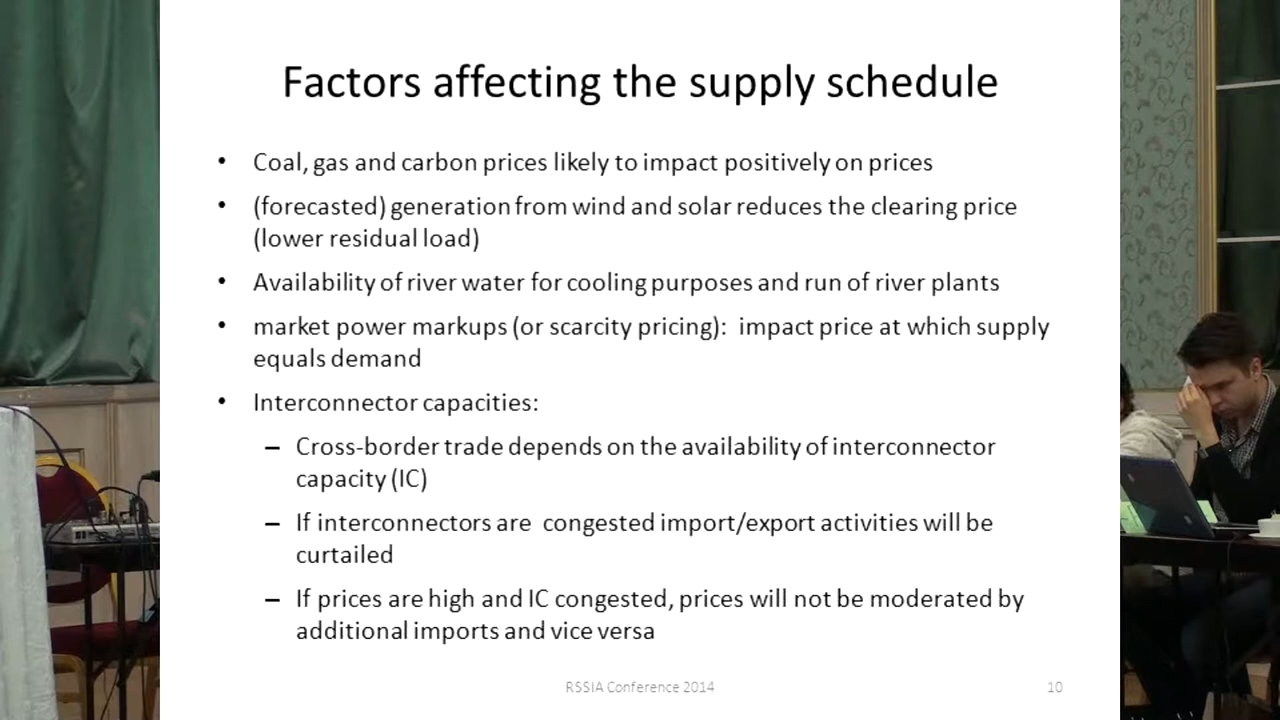 Factors affecting the supply schedule
• Coal, gas and carbon prices likely to impact positively on prices
• (forecasted) generation from wind and solar reduces the clearing price
(lower residual load)
• Availability of river water for cooling purposes and run of river plants
• market power markups (or scarcity pricing):  impact price at which supply
equals demand
• Interconnector capacities:
– Cross-border trade depends on the availability of interconnector
capacity (IC)
– If interconnectors are  congested import/export activities will be
curtailed
– If prices are high and IC congested, prices will not be moderated by
additional imports and vice versa
RSSIA Conference 2014
10